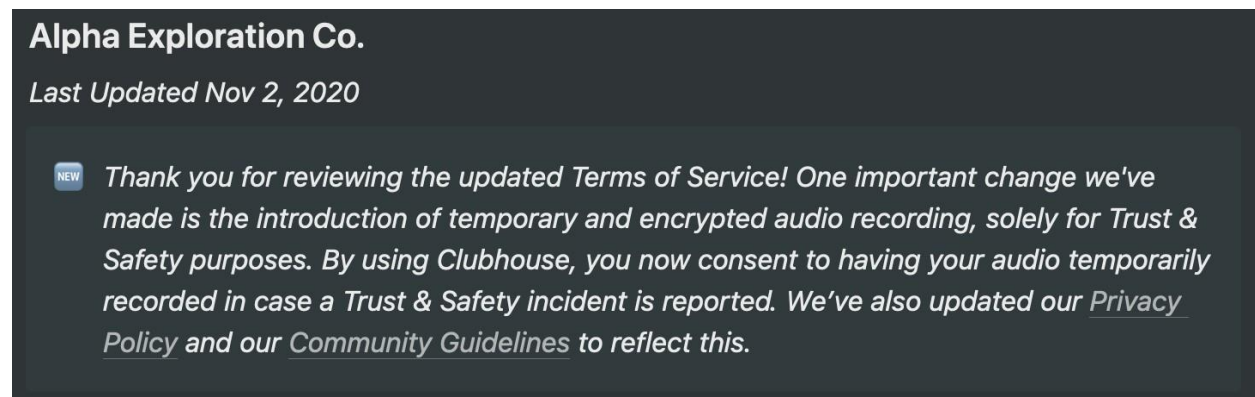 Alpha Exploration Co.
Last Updated Nov 2, 2020
NEW Thank you for reviewing the updated Terms of Service! One important change we've
made is the introduction of temporary and encrypted audio recording, solely for Trust &
Safety purposes. By using Clubhouse, you now consent to having your audio temporarily
recorded in case a Trust & Safety incident is reported. We’ve also updated our Privacy
Policy and our Community Guidelines to reflect this.